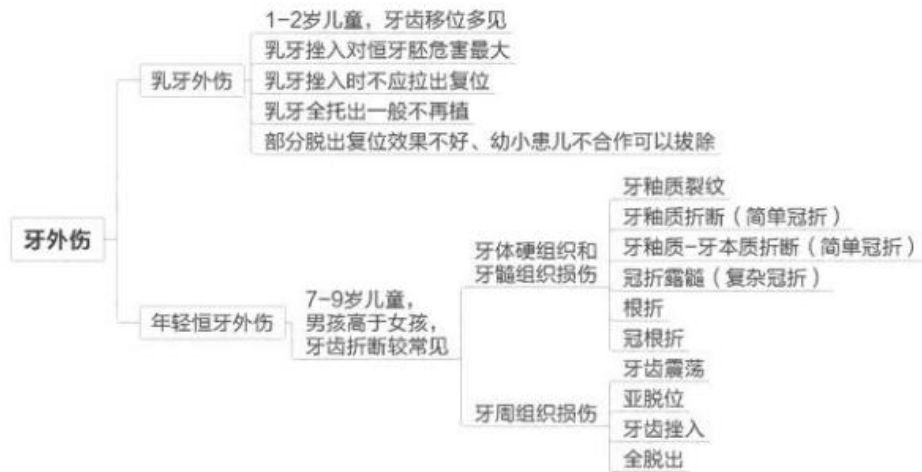 1-2岁儿童，牙齿移位多见
乳牙挫入对恒牙胚危害最大
乳牙外伤
乳牙挫入时不应拉出复位
乳牙全托出一般不再植
部分脱出复位效果不好、幼小患儿不合作可以拔除
牙外伤
年轻恒牙外伤
7-9岁儿童，
男孩高于女孩，
牙齿折断较常见
牙体硬组织和
牙髓组织损伤
牙釉质裂纹
牙釉质折断（简单冠折）
牙釉质-牙本质折断（简单冠折）
冠折露髓（复杂冠折）
根折
冠根折
牙周组织损伤
牙齿震荡
亚脱位
牙齿挫入
全脱出